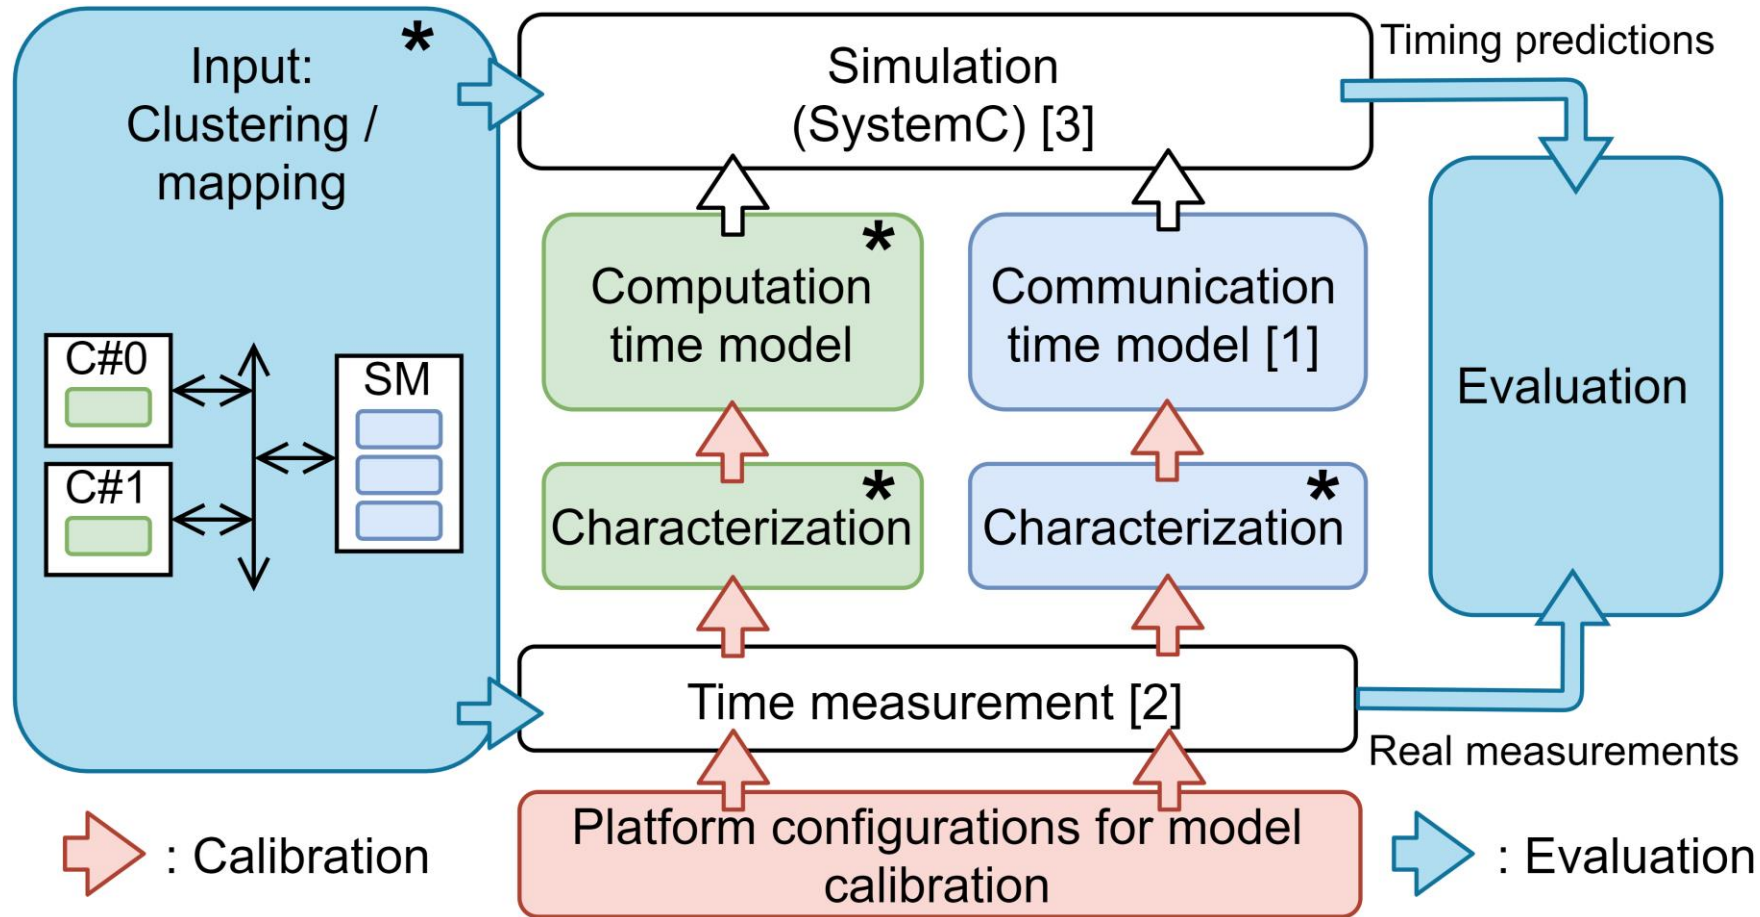 Input:
Clustering /
mapping
*
C#0
C#1
SM
Simulation
(SystemC) [3]
Timing predictions
*
Computation
time model
Communication
time model [1]
Evaluation
*
Characterization
*
Characterization
Time measurement [2]
Real measurements
Platform configurations for model
calibration
: Calibration
: Evaluation